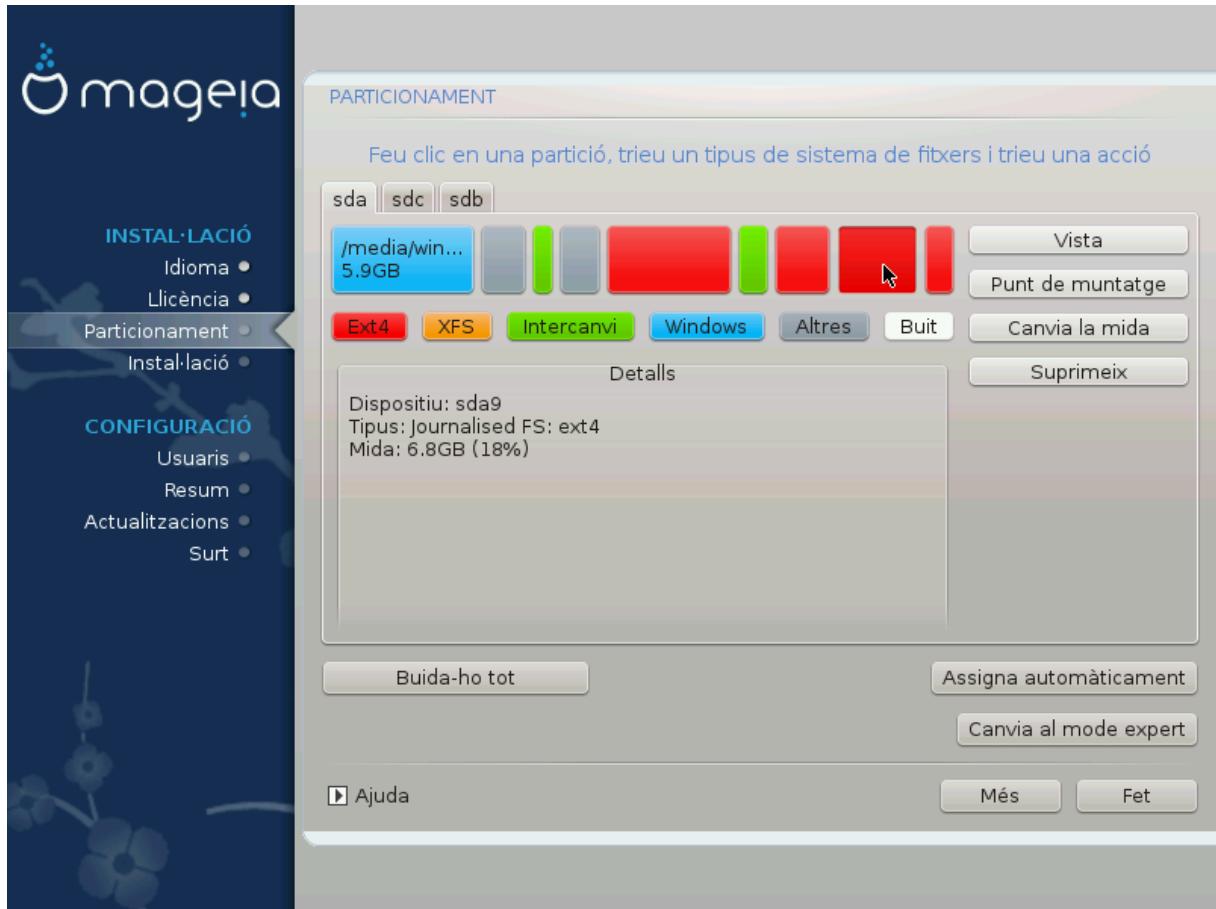 mageia
INSTAL·LACIÓ
Idioma
Llicència
Particionament
Instal·lació
CONFIGURACIÓ
Usuaris
Resum
Actualitzacions
Surt
PARTICIONAMENT
Feu clic en una partició, trieu un tipus de sistema de fitxers i trieu una acció
sda sdc sdb
/media/win...
5.9GB
Ext4 XFS Intercanvi Windows Altres Buit
Vista
Punt de muntatge
Canvia la mida
Suprimeix
Detalls
Dispositiu: sda9
Tipus: Journalised FS: ext4
Mida: 6.8GB (18%)
Buida-ho tot
Assigna automàticament
Canvia al mode expert
Ajuda
Més
Fet